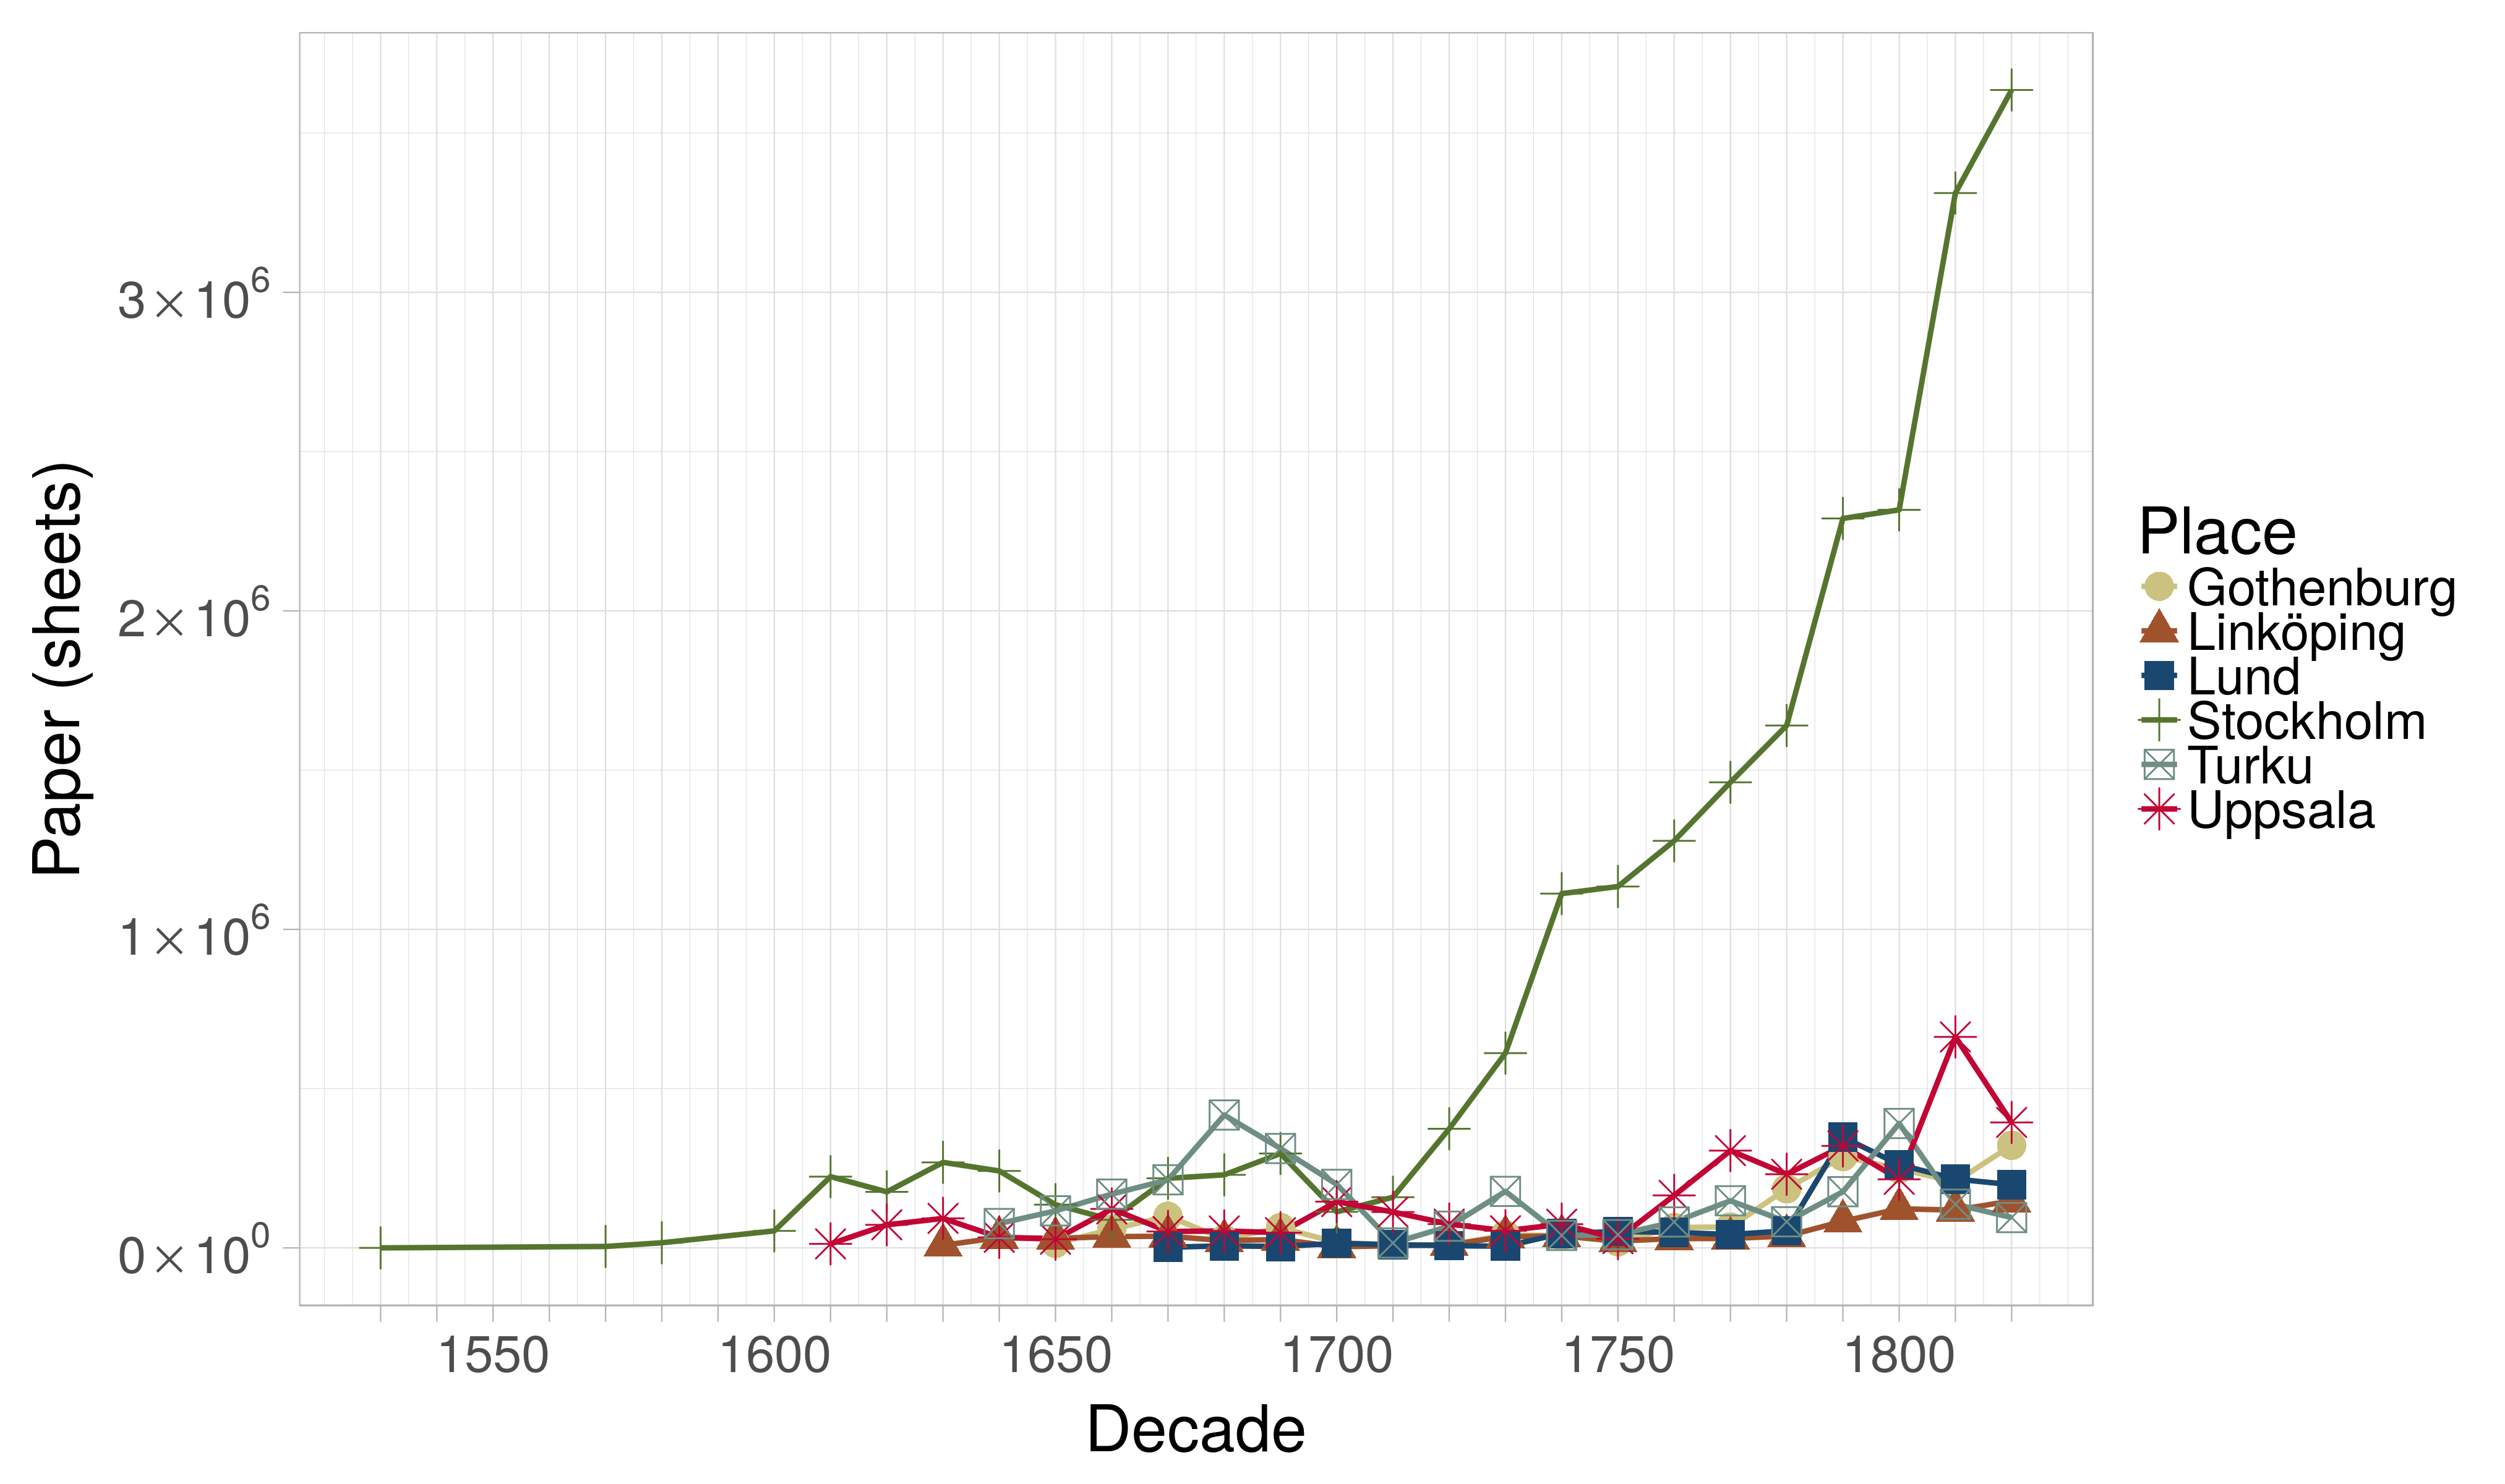 Paper (sheets)
3×10⁶
2×10⁶
1×10⁶
0×10⁰
1550 1600 1650 1700 1750 1800
Decade
Place
Gothenburg
Linköping
Lund
Stockholm
Turku
Uppsala